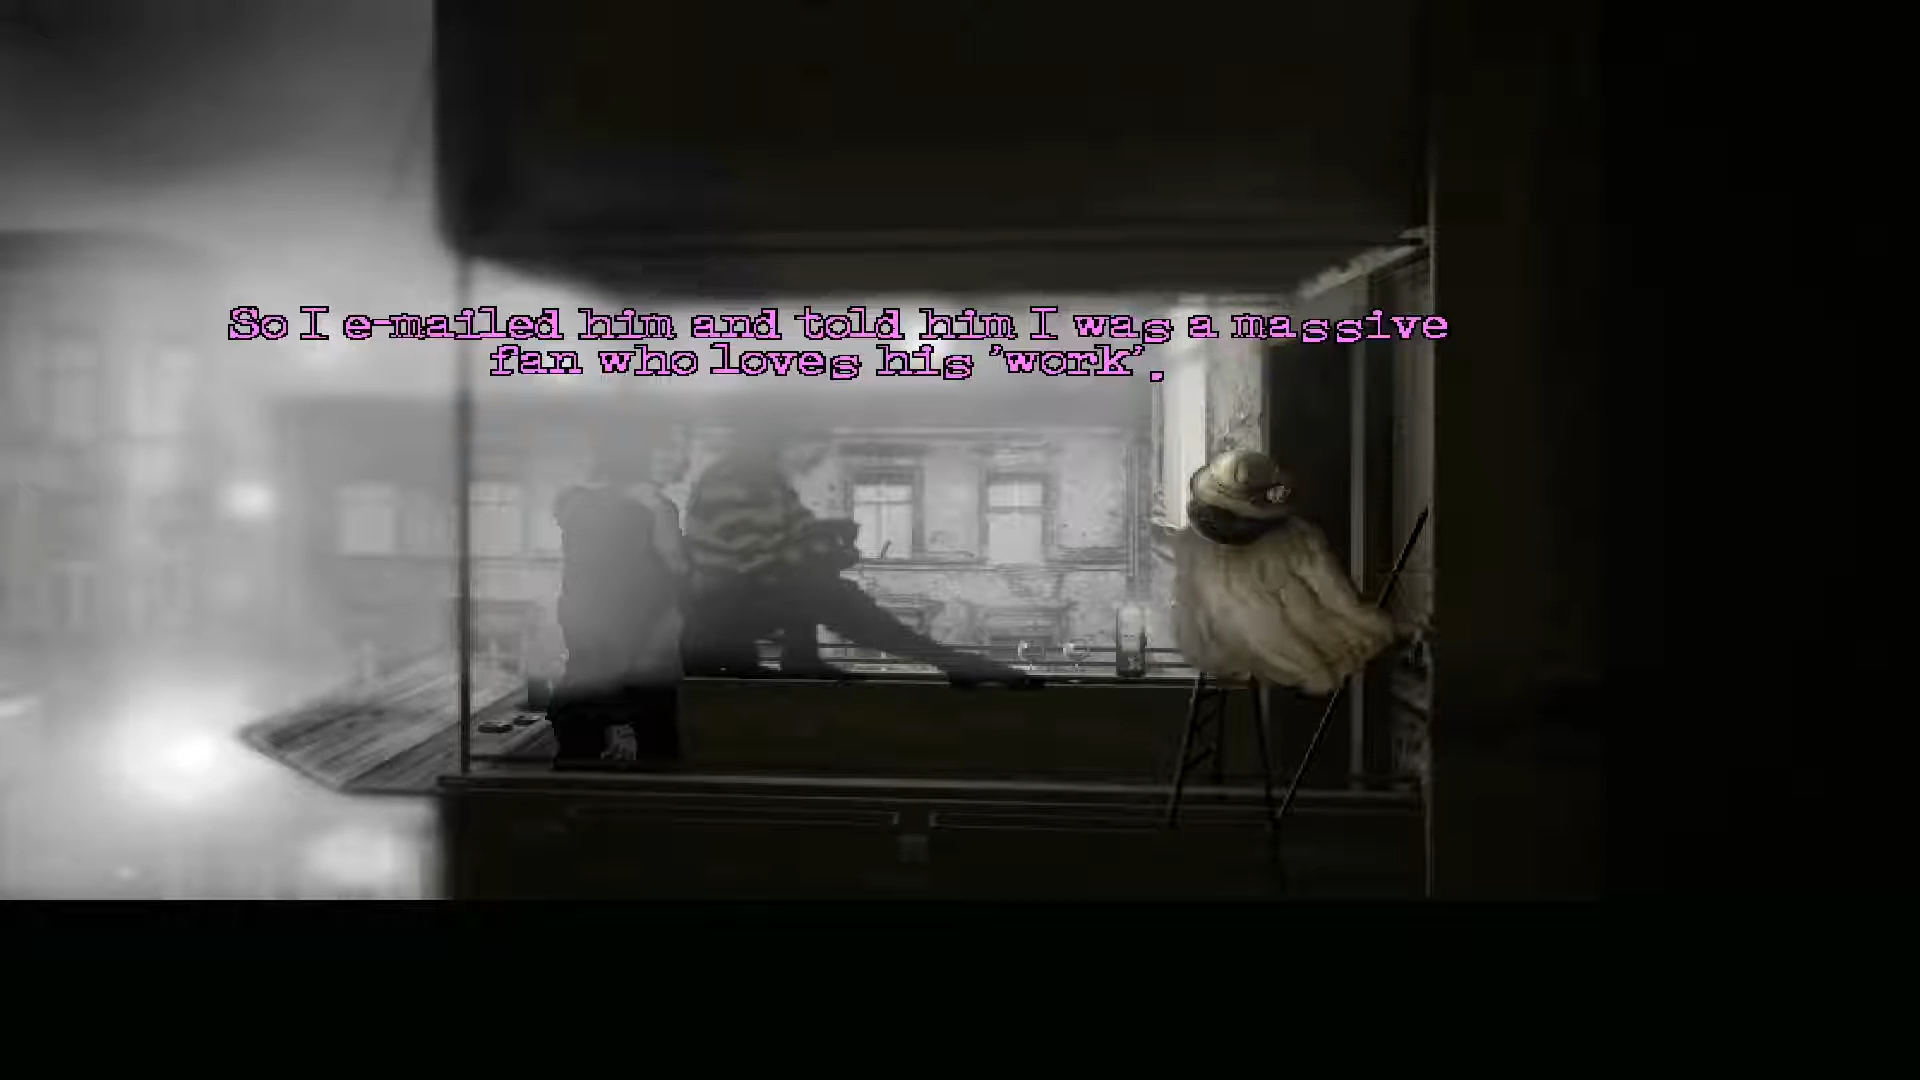 So I e-mailed him and told him I was a massive
fan who loves his 'work'.